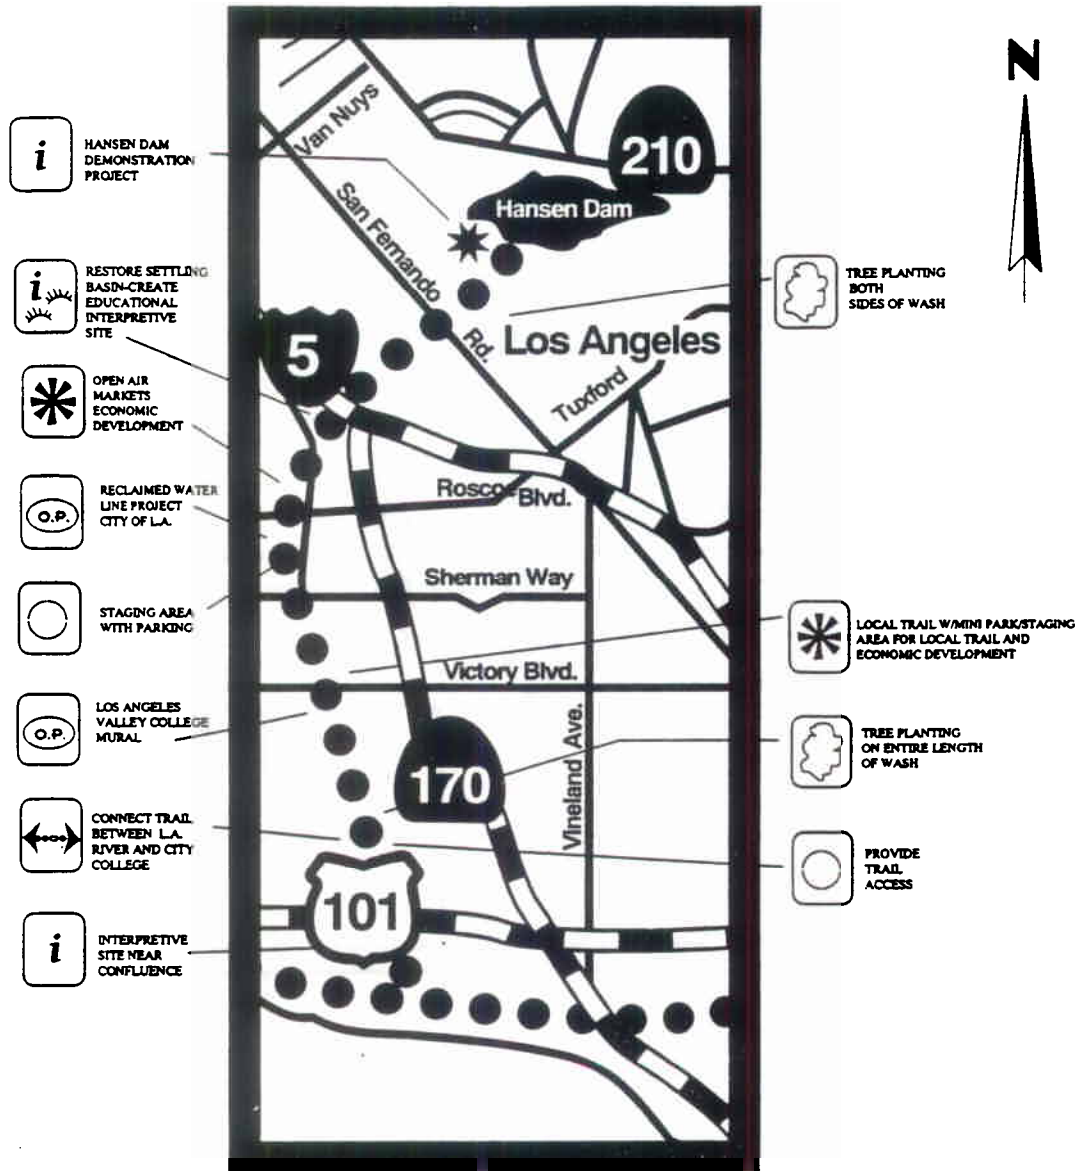 N
i
HANSEN DAM
DEMONSTRATION
PROJECT
i
RESTORE SETTLING
BASIN-CREATE
EDUCATIONAL
INTERPRETIVE
SITE
OPEN AIR
MARKETS
ECONOMIC
DEVELOPMENT
O.P.
RECLAIMED WATER
LINE PROJECT
CITY OF L.A.
STAGING AREA
WITH PARKING
O.P.
LOS ANGELES
VALLEY COLLEGE
MURAL
CONNECT TRAIL
BETWEEN L.A.
RIVER AND CITY
COLLEGE
i
INTERPRETIVE
SITE NEAR
CONFLUENCE
Van Nuys
210
Hansen Dam
San Fernando
Rd.
5
Los Angeles
Tuxford
Roscoe Blvd.
Sherman Way
Victory Blvd.
Vineland Ave.
170
101
TREE PLANTING
BOTH
SIDES OF WASH
LOCAL TRAIL W/MINI PARK/STAGING
AREA FOR LOCAL TRAIL AND
ECONOMIC DEVELOPMENT
TREE PLANTING
ON ENTIRE LENGTH
OF WASH
PROVIDE
TRAIL
ACCESS